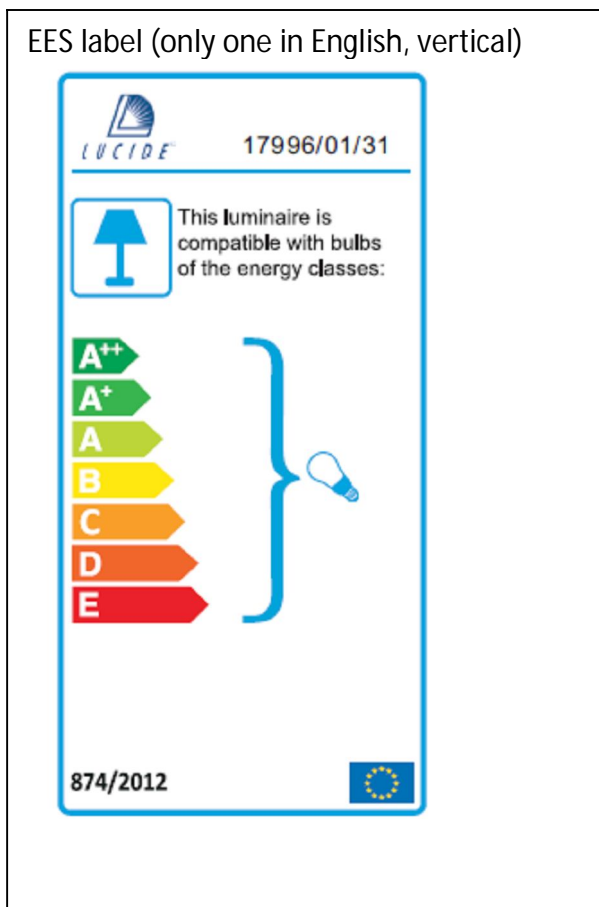 EES label (only one in English, vertical)
LUCIDE
17996/01/31
This luminaire is
compatible with bulbs
of the energy classes:
A++
A+
A
B
C
D
E
874/2012